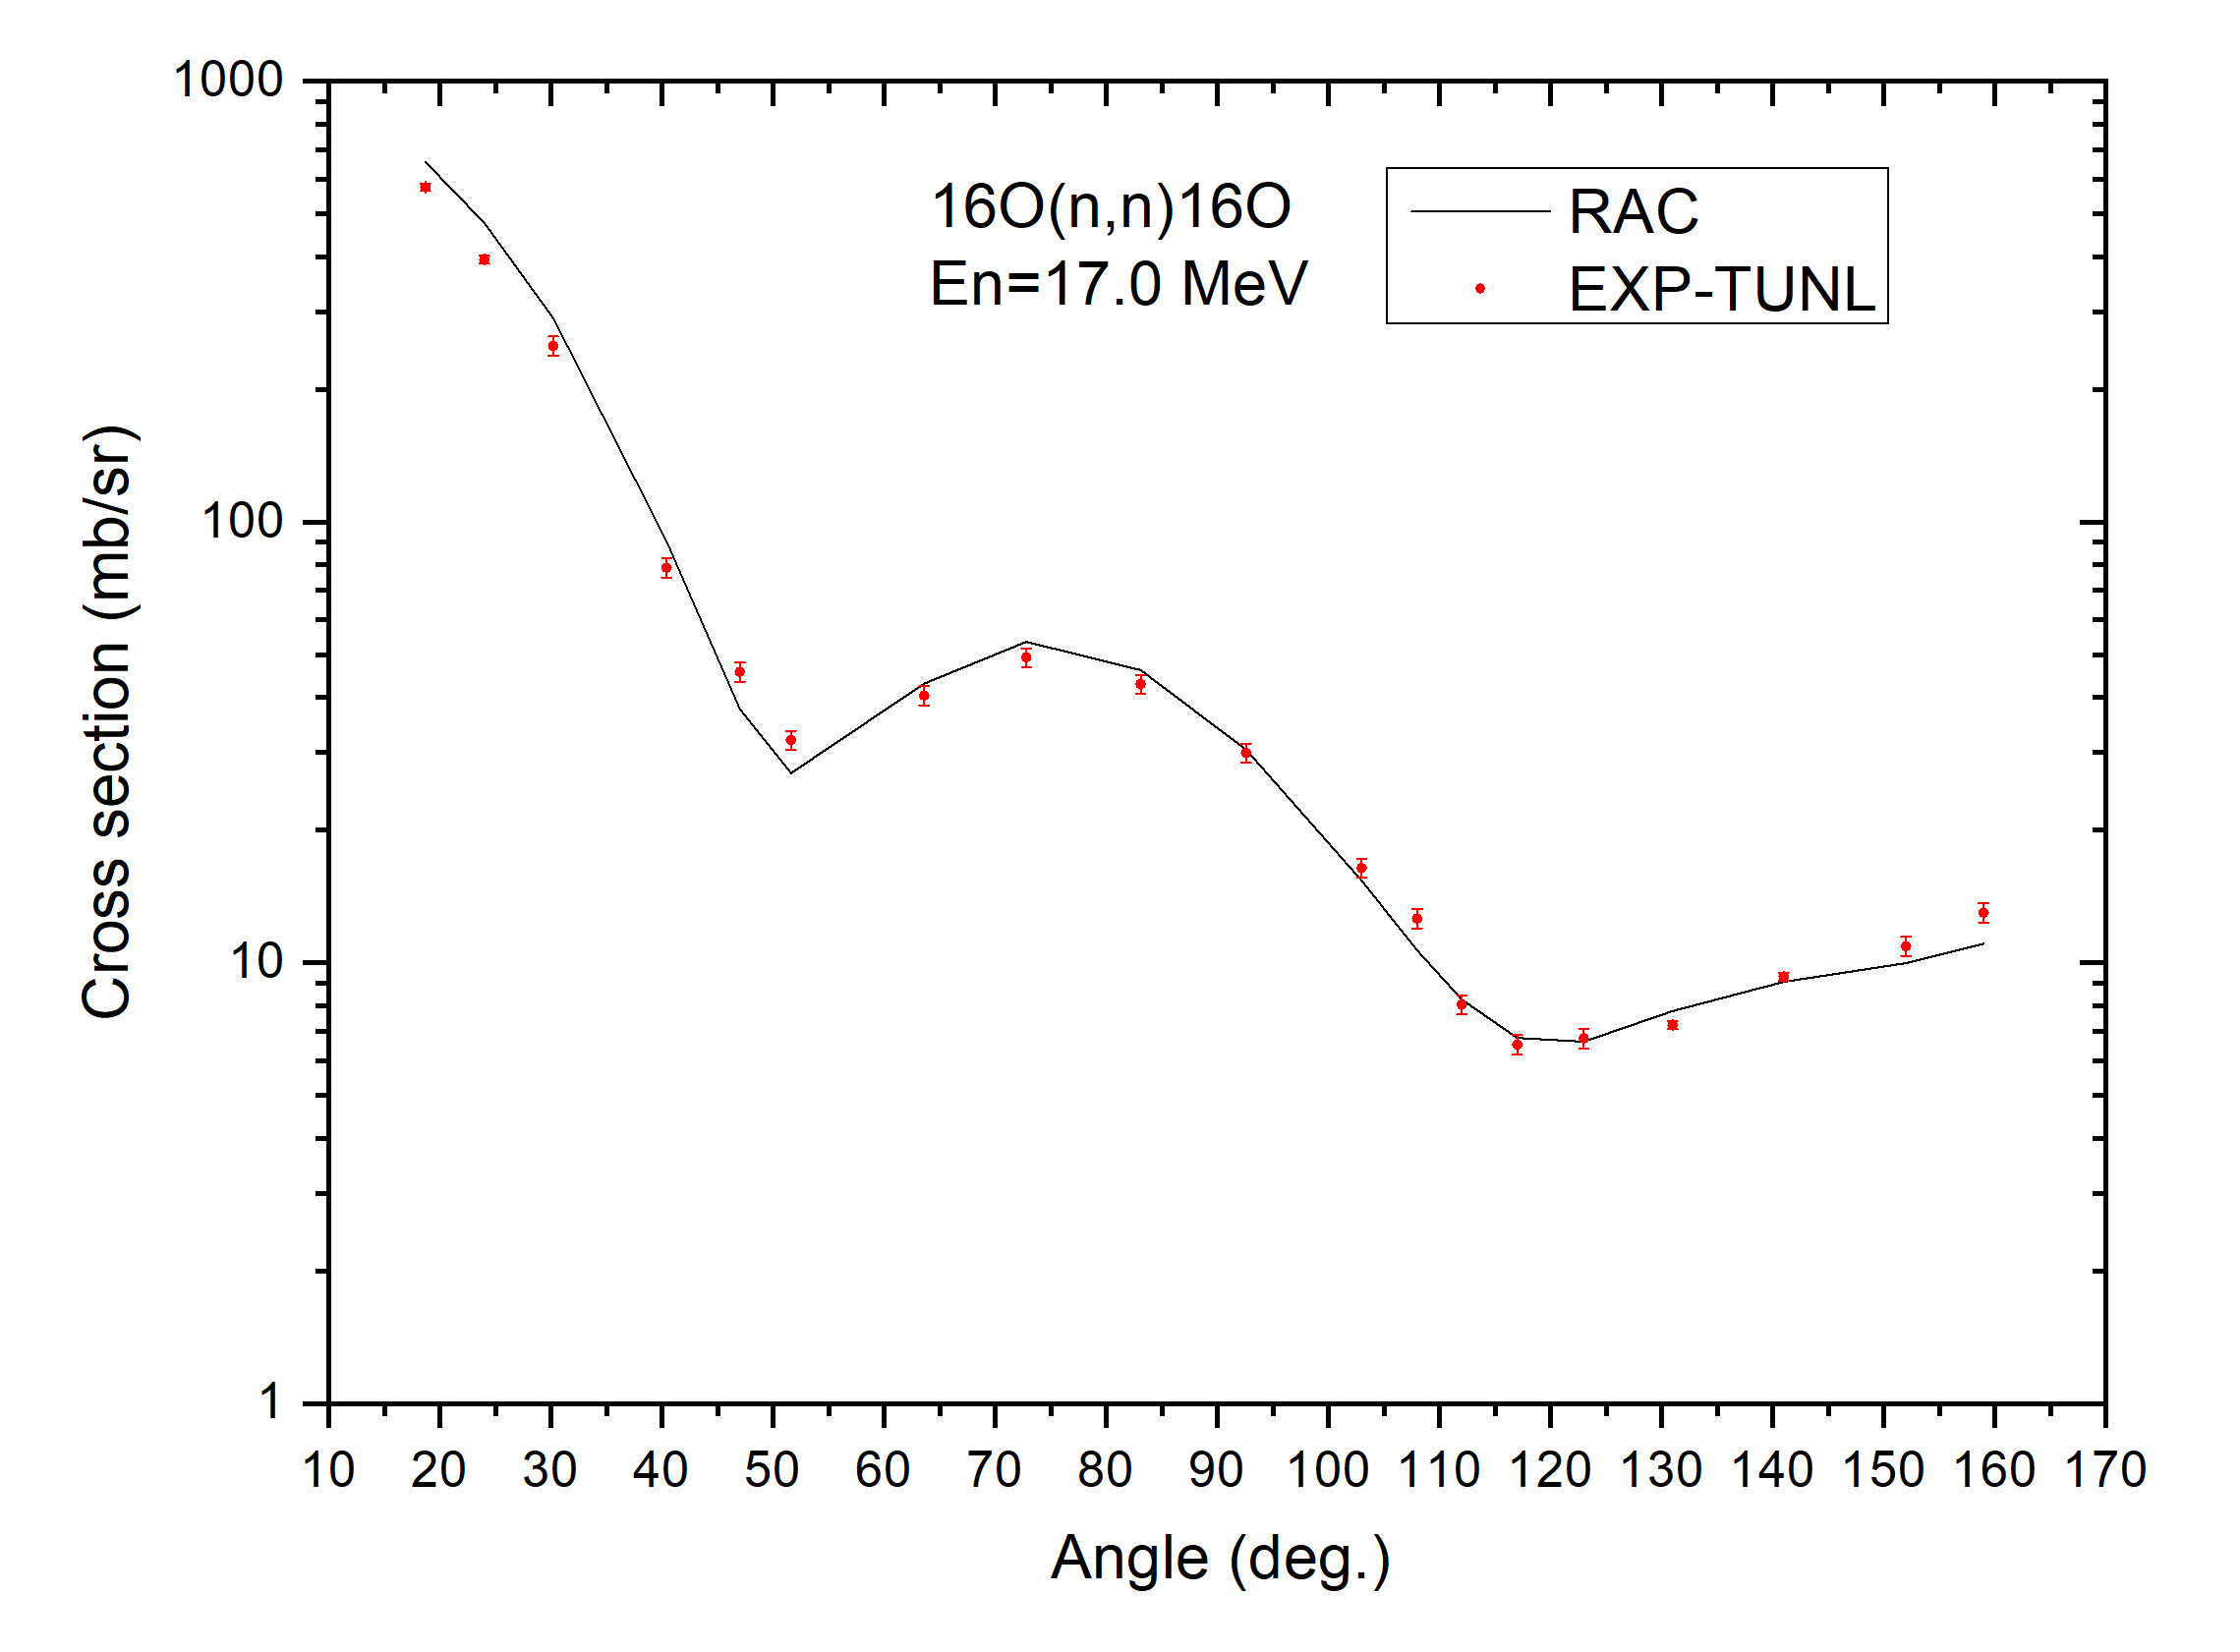 1000
100
10
1
Cross section (mb/sr)
16O(n,n)16O
En=17.0 MeV
RAC
EXP-TUNL
10 20 30 40 50 60 70 80 90 100 110 120 130 140 150 160 170
Angle (deg.)